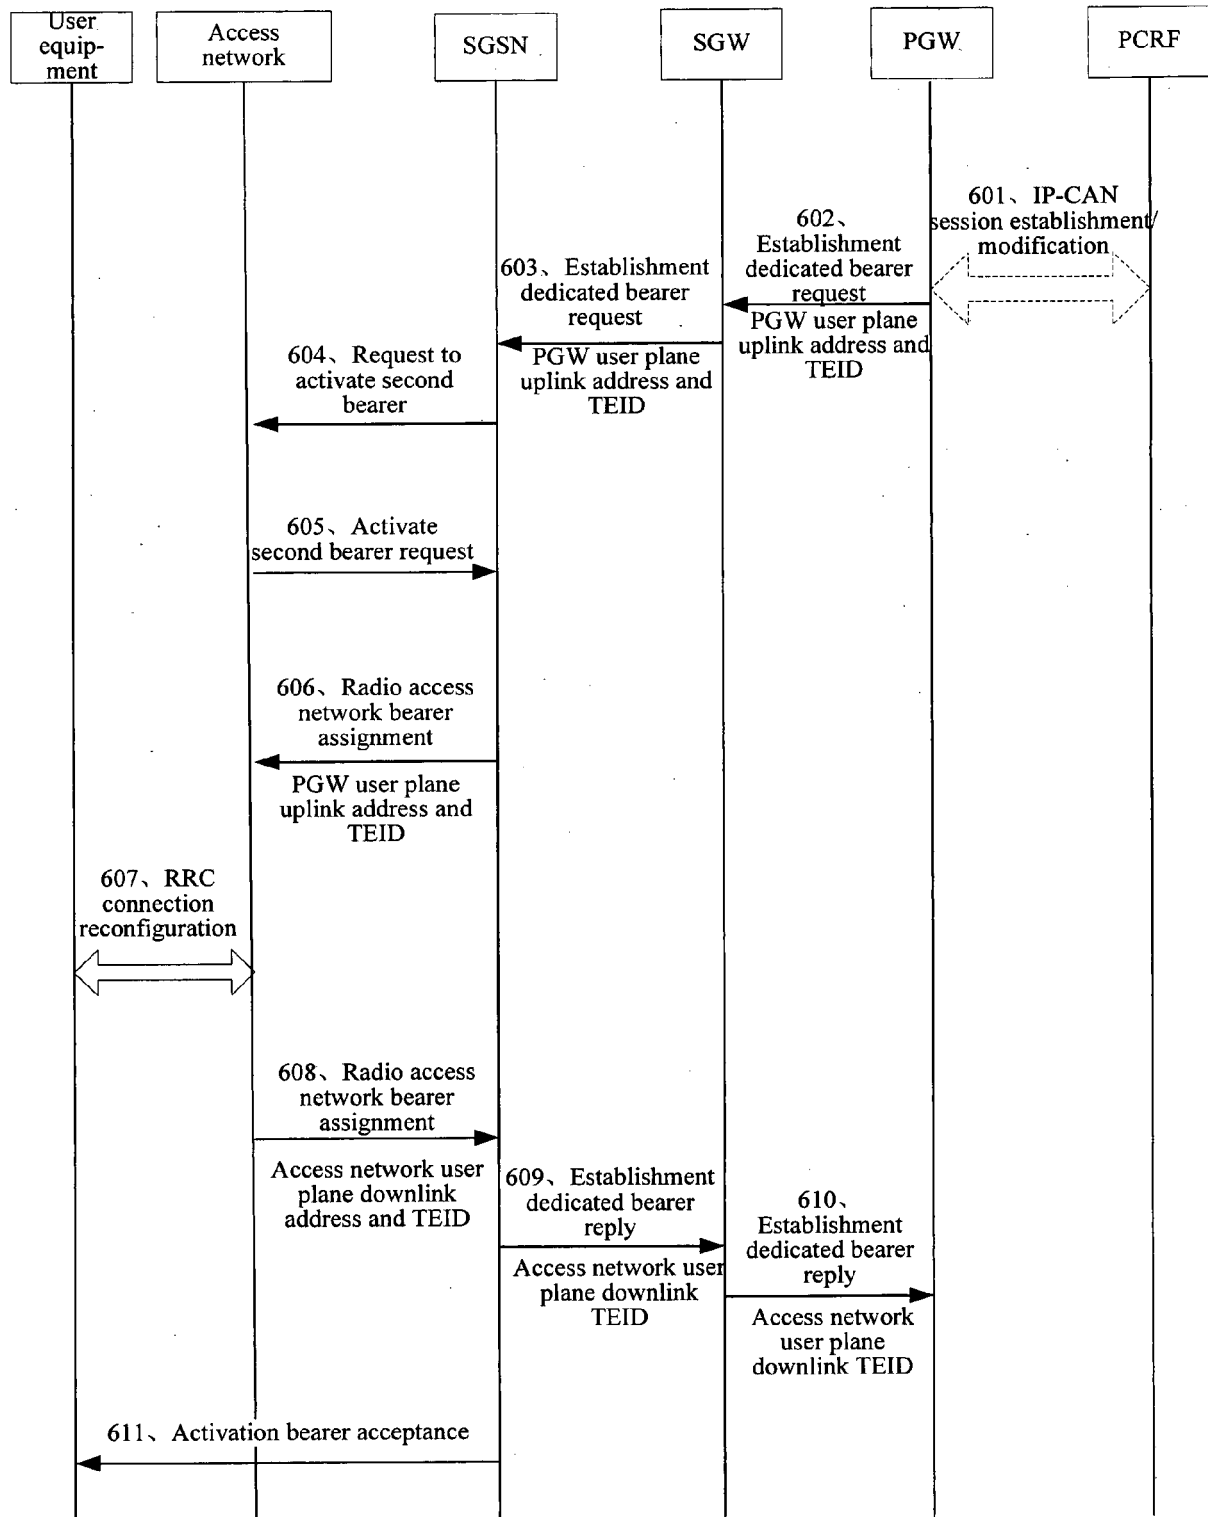 User
equip-
ment
Access
network
SGSN
SGW
PGW
PCRF
601、IP-CAN
session establishment/
modification
602、
Establishment
dedicated bearer
request
PGW user plane
uplink address and
TEID
603、Establishment
dedicated bearer
request
PGW user plane
uplink address and
TEID
604、Request to
activate second
bearer
605、Activate
second bearer request
606、Radio access
network bearer
assignment
PGW user plane
uplink address and
TEID
607、RRC
connection
reconfiguration
608、Radio access
network bearer
assignment
Access network user
plane downlink
address and TEID
609、Establishment
dedicated bearer
reply
Access network user
plane downlink
TEID
610、
Establishment
dedicated bearer
reply
Access network
user plane
downlink TEID
611、Activation bearer acceptance